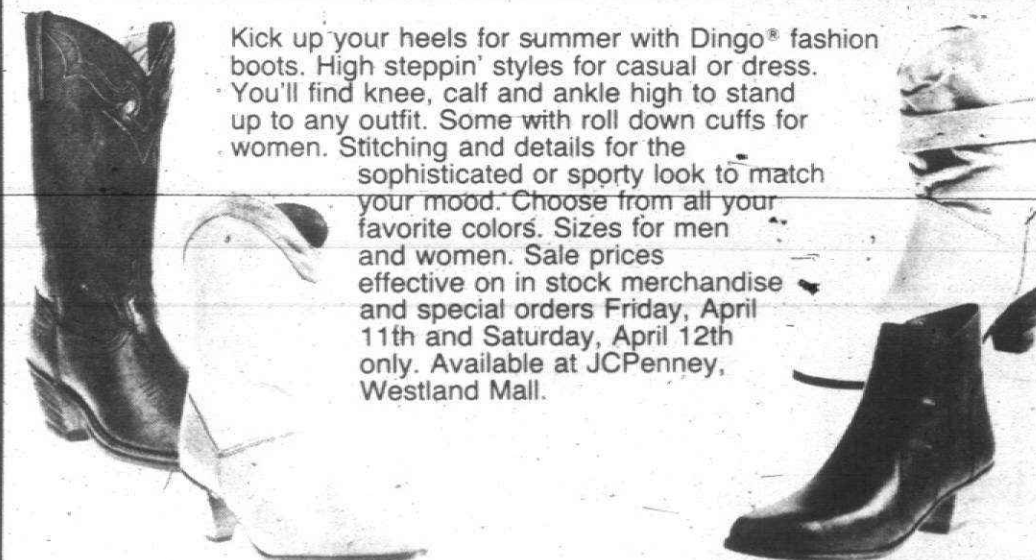 Kick up your heels for summer with Dingo® fashion
boots. High steppin' styles for casual or dress.
You'll find knee, calf and ankle high to stand
up to any outfit. Some with roll down cuffs for
women. Stitching and details for the
sophisticated or sporty look to match
your mood. Choose from all your
favorite colors. Sizes for men
and women. Sale prices
effective on in stock merchandise
and special orders Friday, April
11th and Saturday, April 12th
only. Available at JCPenney,
Westland Mall.